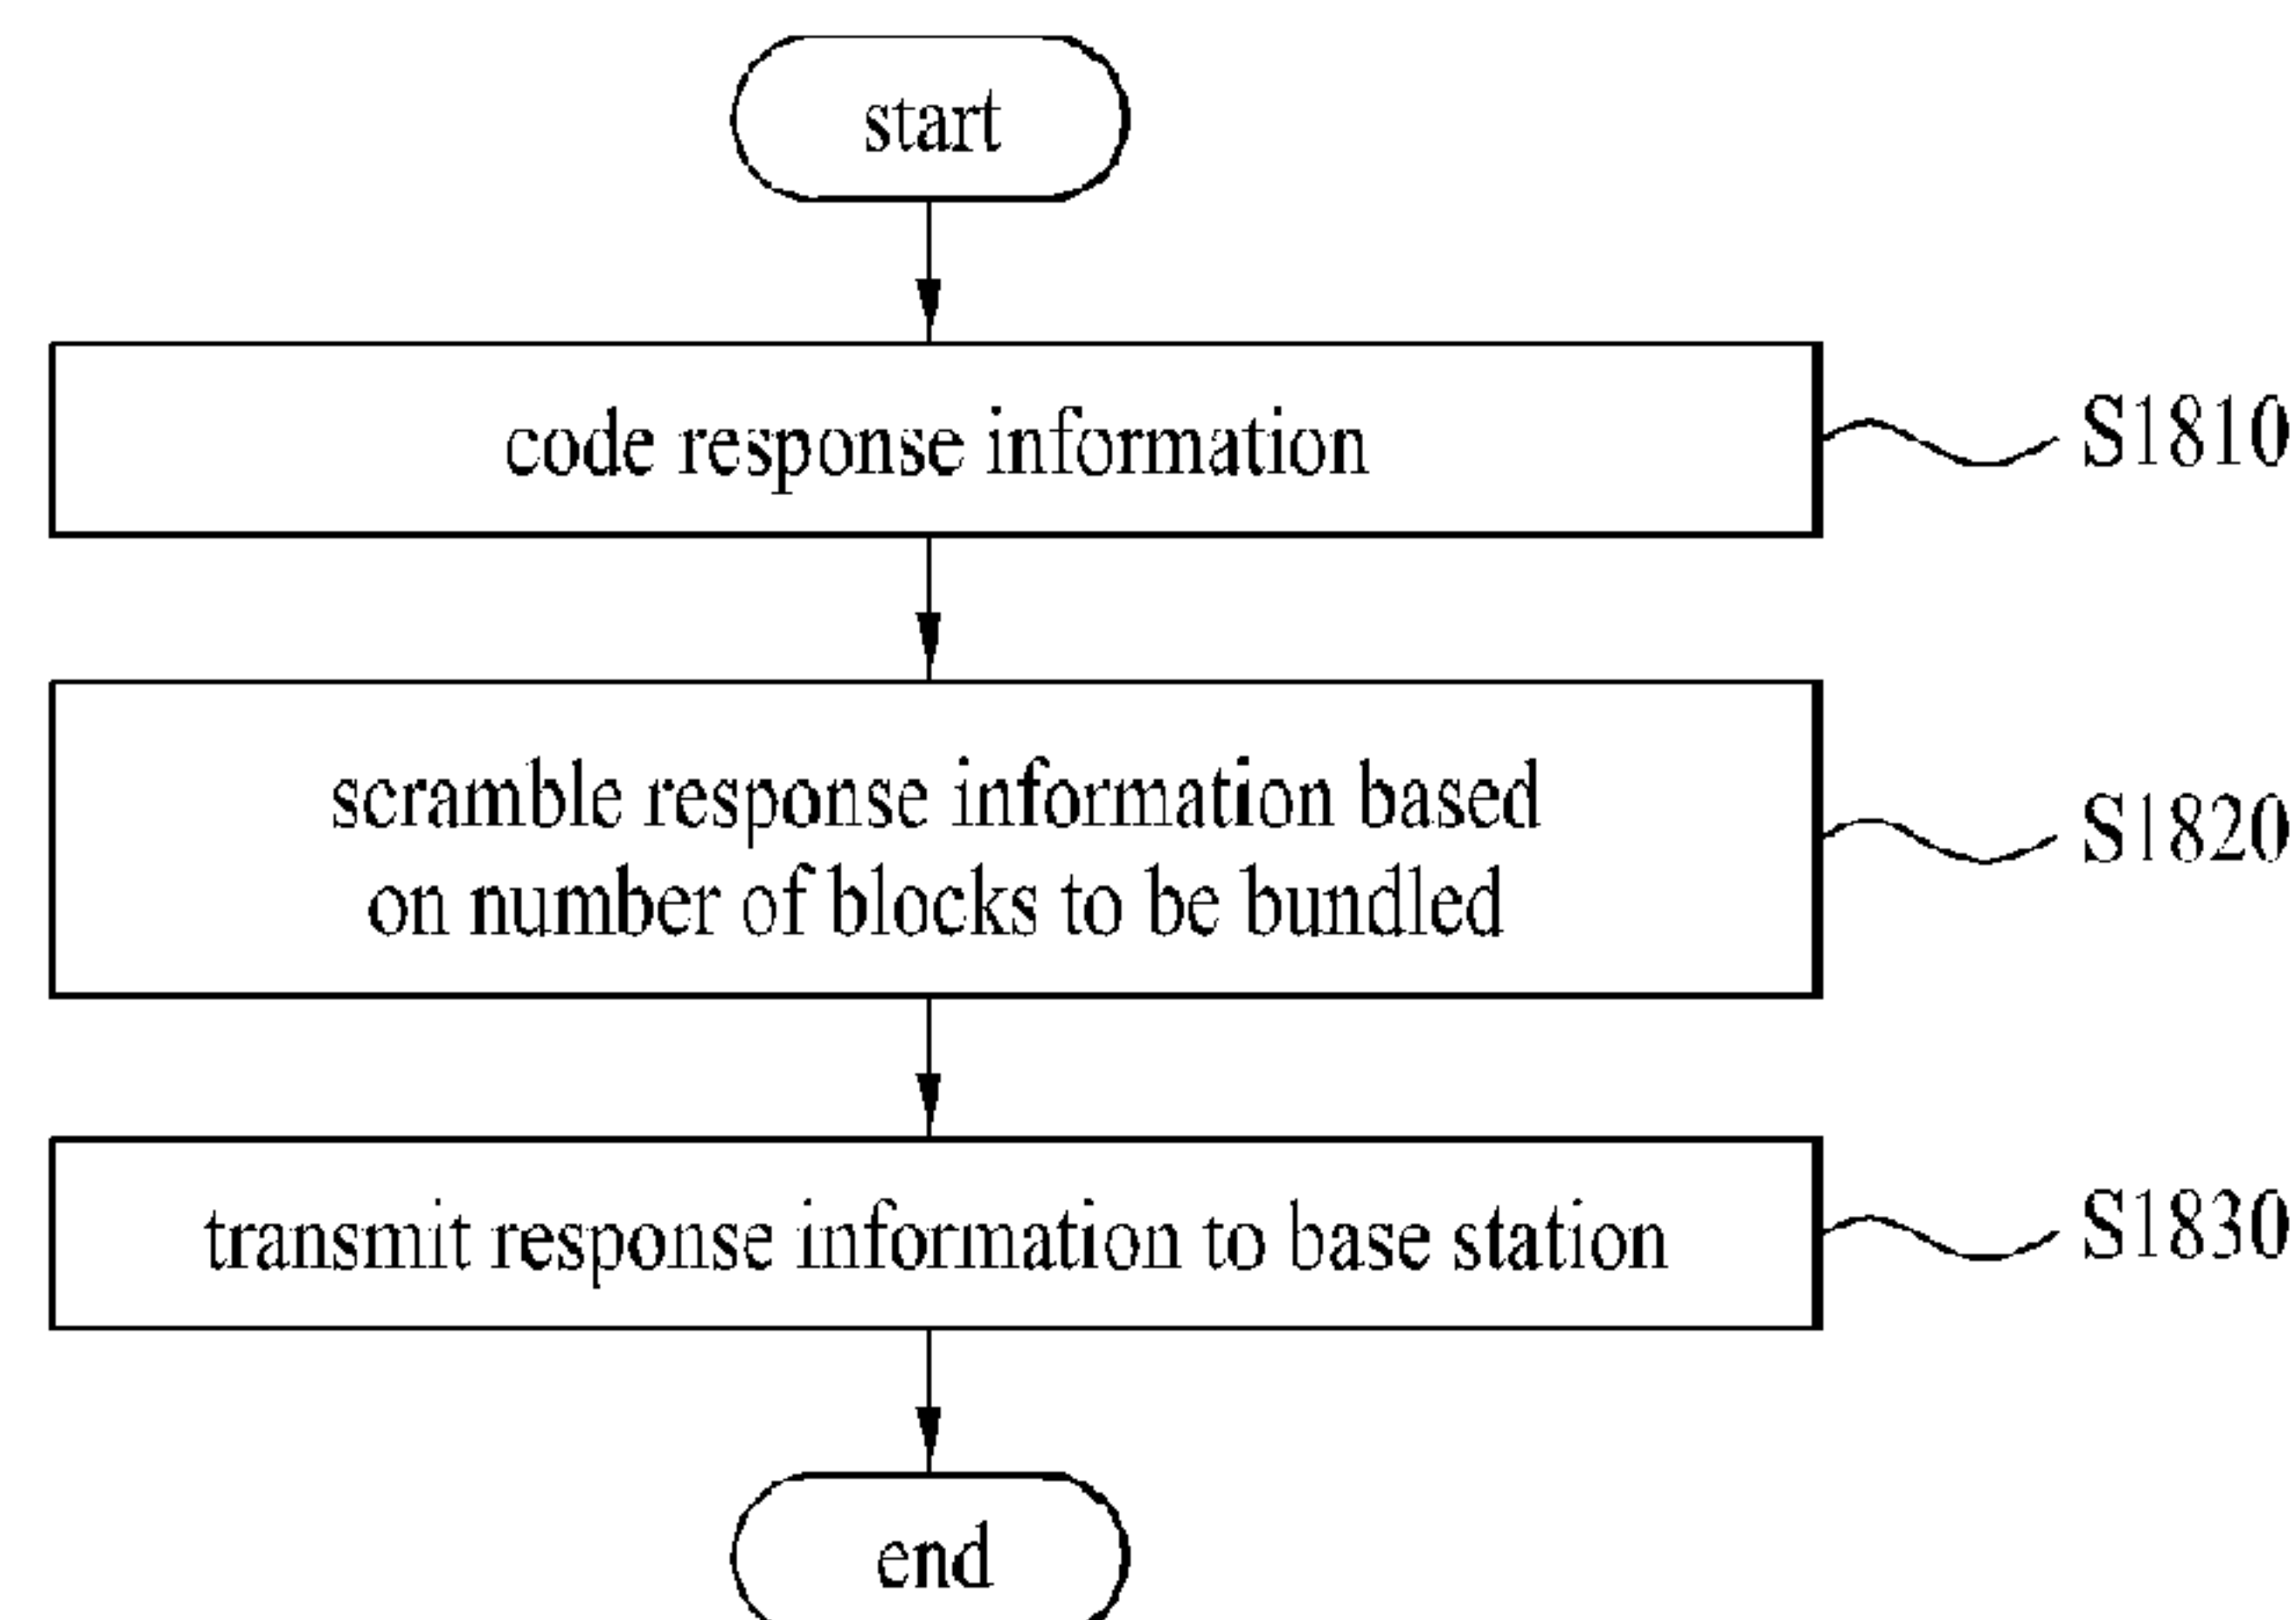 start
code response information
S1810
scramble response information based
on number of blocks to be bundled
S1820
transmit response information to base station
S1830
end